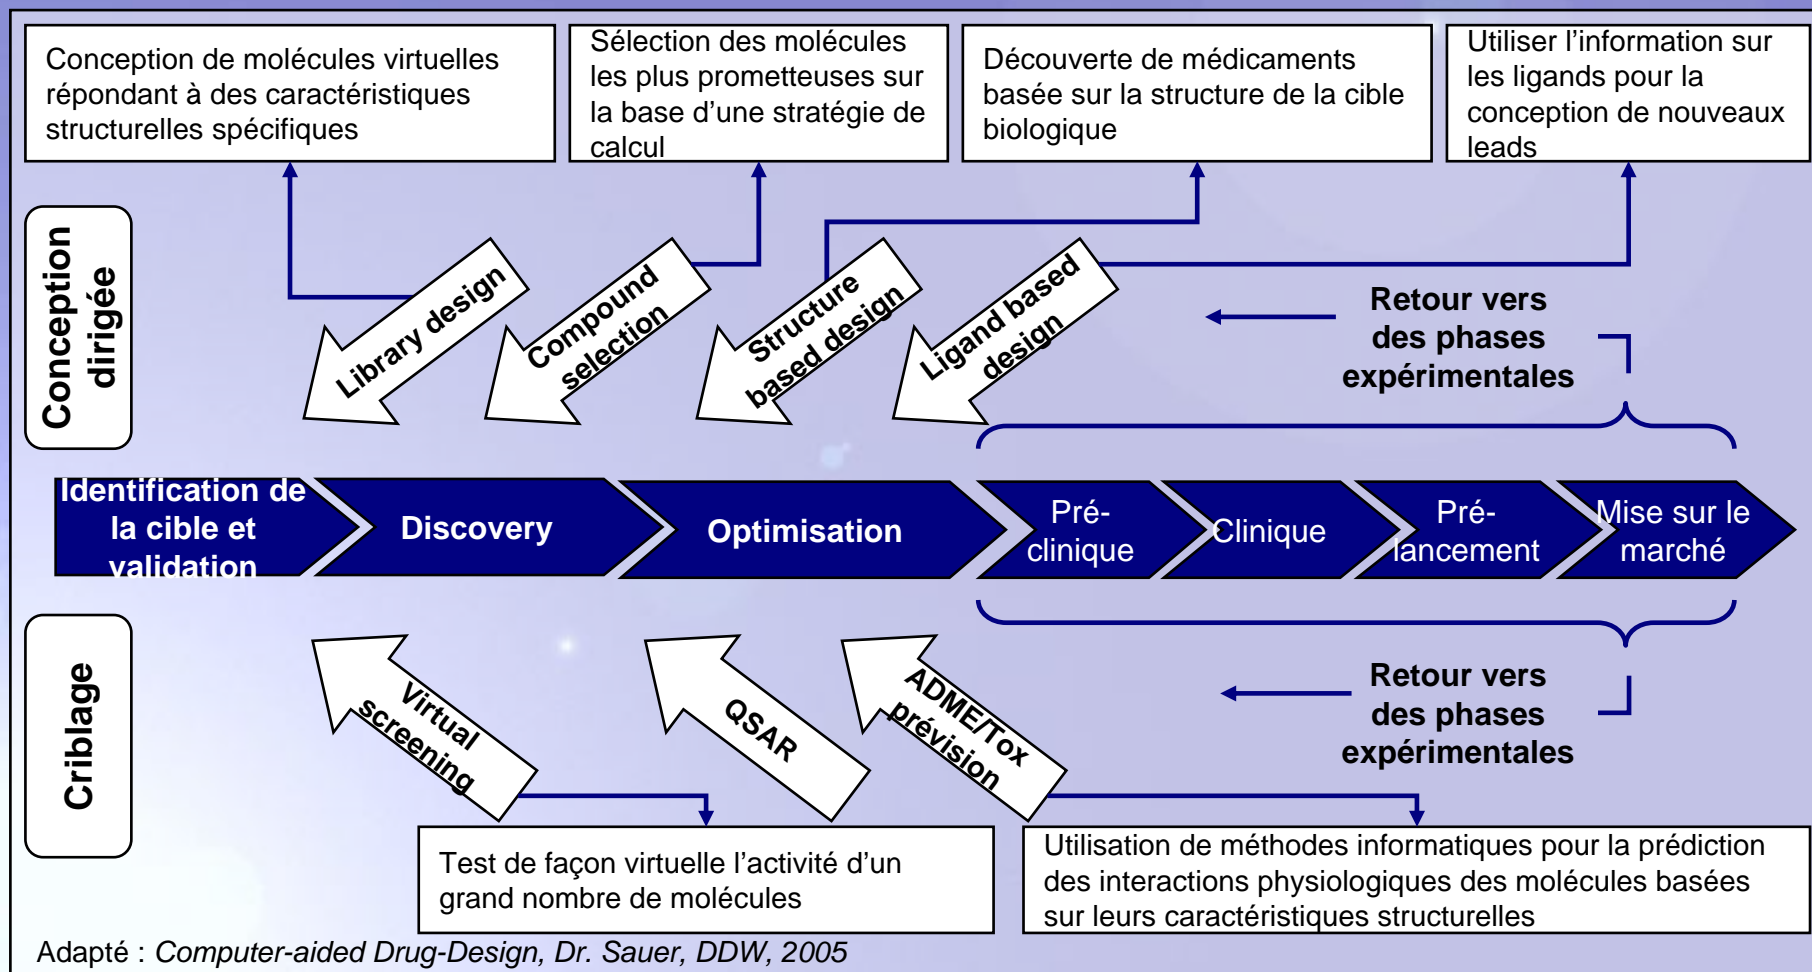 Conception de molécules virtuelles
répondant à des caractéristiques
structurelles spécifiques
Sélection des molécules
les plus prometteuses sur
la base d’une stratégie de
calcul
Découverte de médicaments
basée sur la structure de la cible
biologique
Utiliser l’information sur
les ligands pour la
conception de nouveaux
leads
Conception
dirigée
Library design
Compound
selection
Structure
based design
Ligand based
design
Retour vers
des phases
expérimentales
Identification de
la cible et
validation
Discovery
Optimisation
Pré-
clinique
Clinique
Pré-
lancement
Mise sur le
marché
Criblage
Virtual
screening
QSAR
ADME/Tox
prévision
Retour vers
des phases
expérimentales
Test de façon virtuelle l’activité d’un
grand nombre de molécules
Utilisation de méthodes informatiques pour la prédiction
des interactions physiologiques des molécules basées
sur leurs caractéristiques structurelles
Adapté : Computer-aided Drug-Design, Dr. Sauer, DDW, 2005